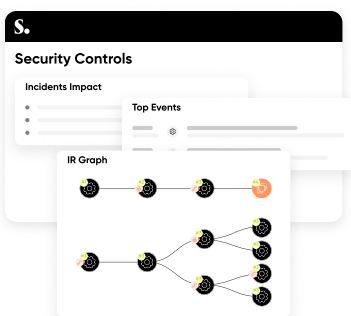 S.
Security Controls
Incidents Impact
Top Events
IR Graph